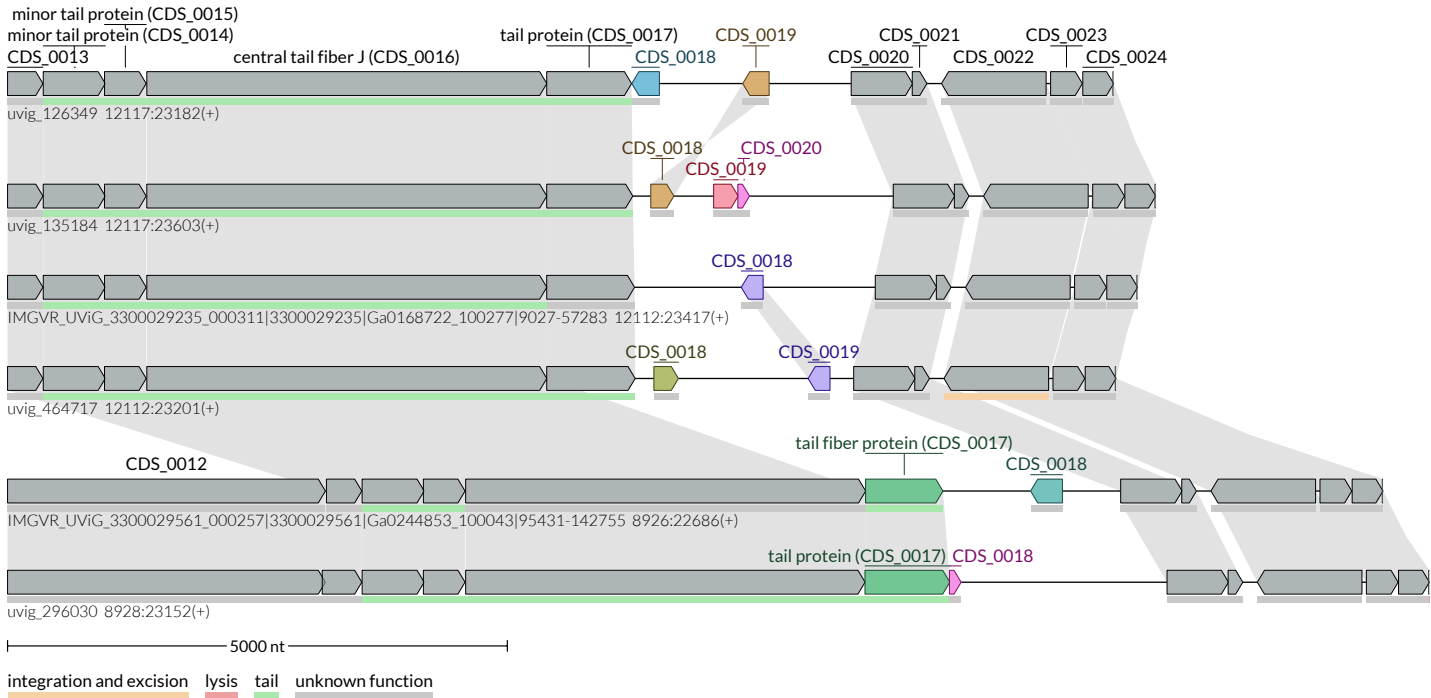 minor tail protein (CDS_0015)
minor tail protein (CDS_0014)
CDS_0013
central tail fiber J (CDS_0016)
tail protein (CDS_0017)
CDS_0018
CDS_0019
CDS_0020
CDS_0021
CDS_0022
CDS_0023
CDS_0024
uvig_126349 12117:23182(+)
CDS_0018
CDS_0019
CDS_0020
uvig_135184 12117:23603(+)
CDS_0018
IMGVR_UViG_3300029235_000311|3300029235|Ga0168722_100277|9027-57283 12112:23417(+)
CDS_0018
CDS_0019
uvig_464717 12112:23201(+)
tail fiber protein (CDS_0017)
CDS_0012
CDS_0018
IMGVR_UViG_3300029561_000257|3300029561|Ga0244853_100043|95431-142755 8926:22686(+)
tail protein (CDS_0017)
CDS_0018
uvig_296030 8928:23152(+)
5000 nt
integration and excision
lysis
tail
unknown function